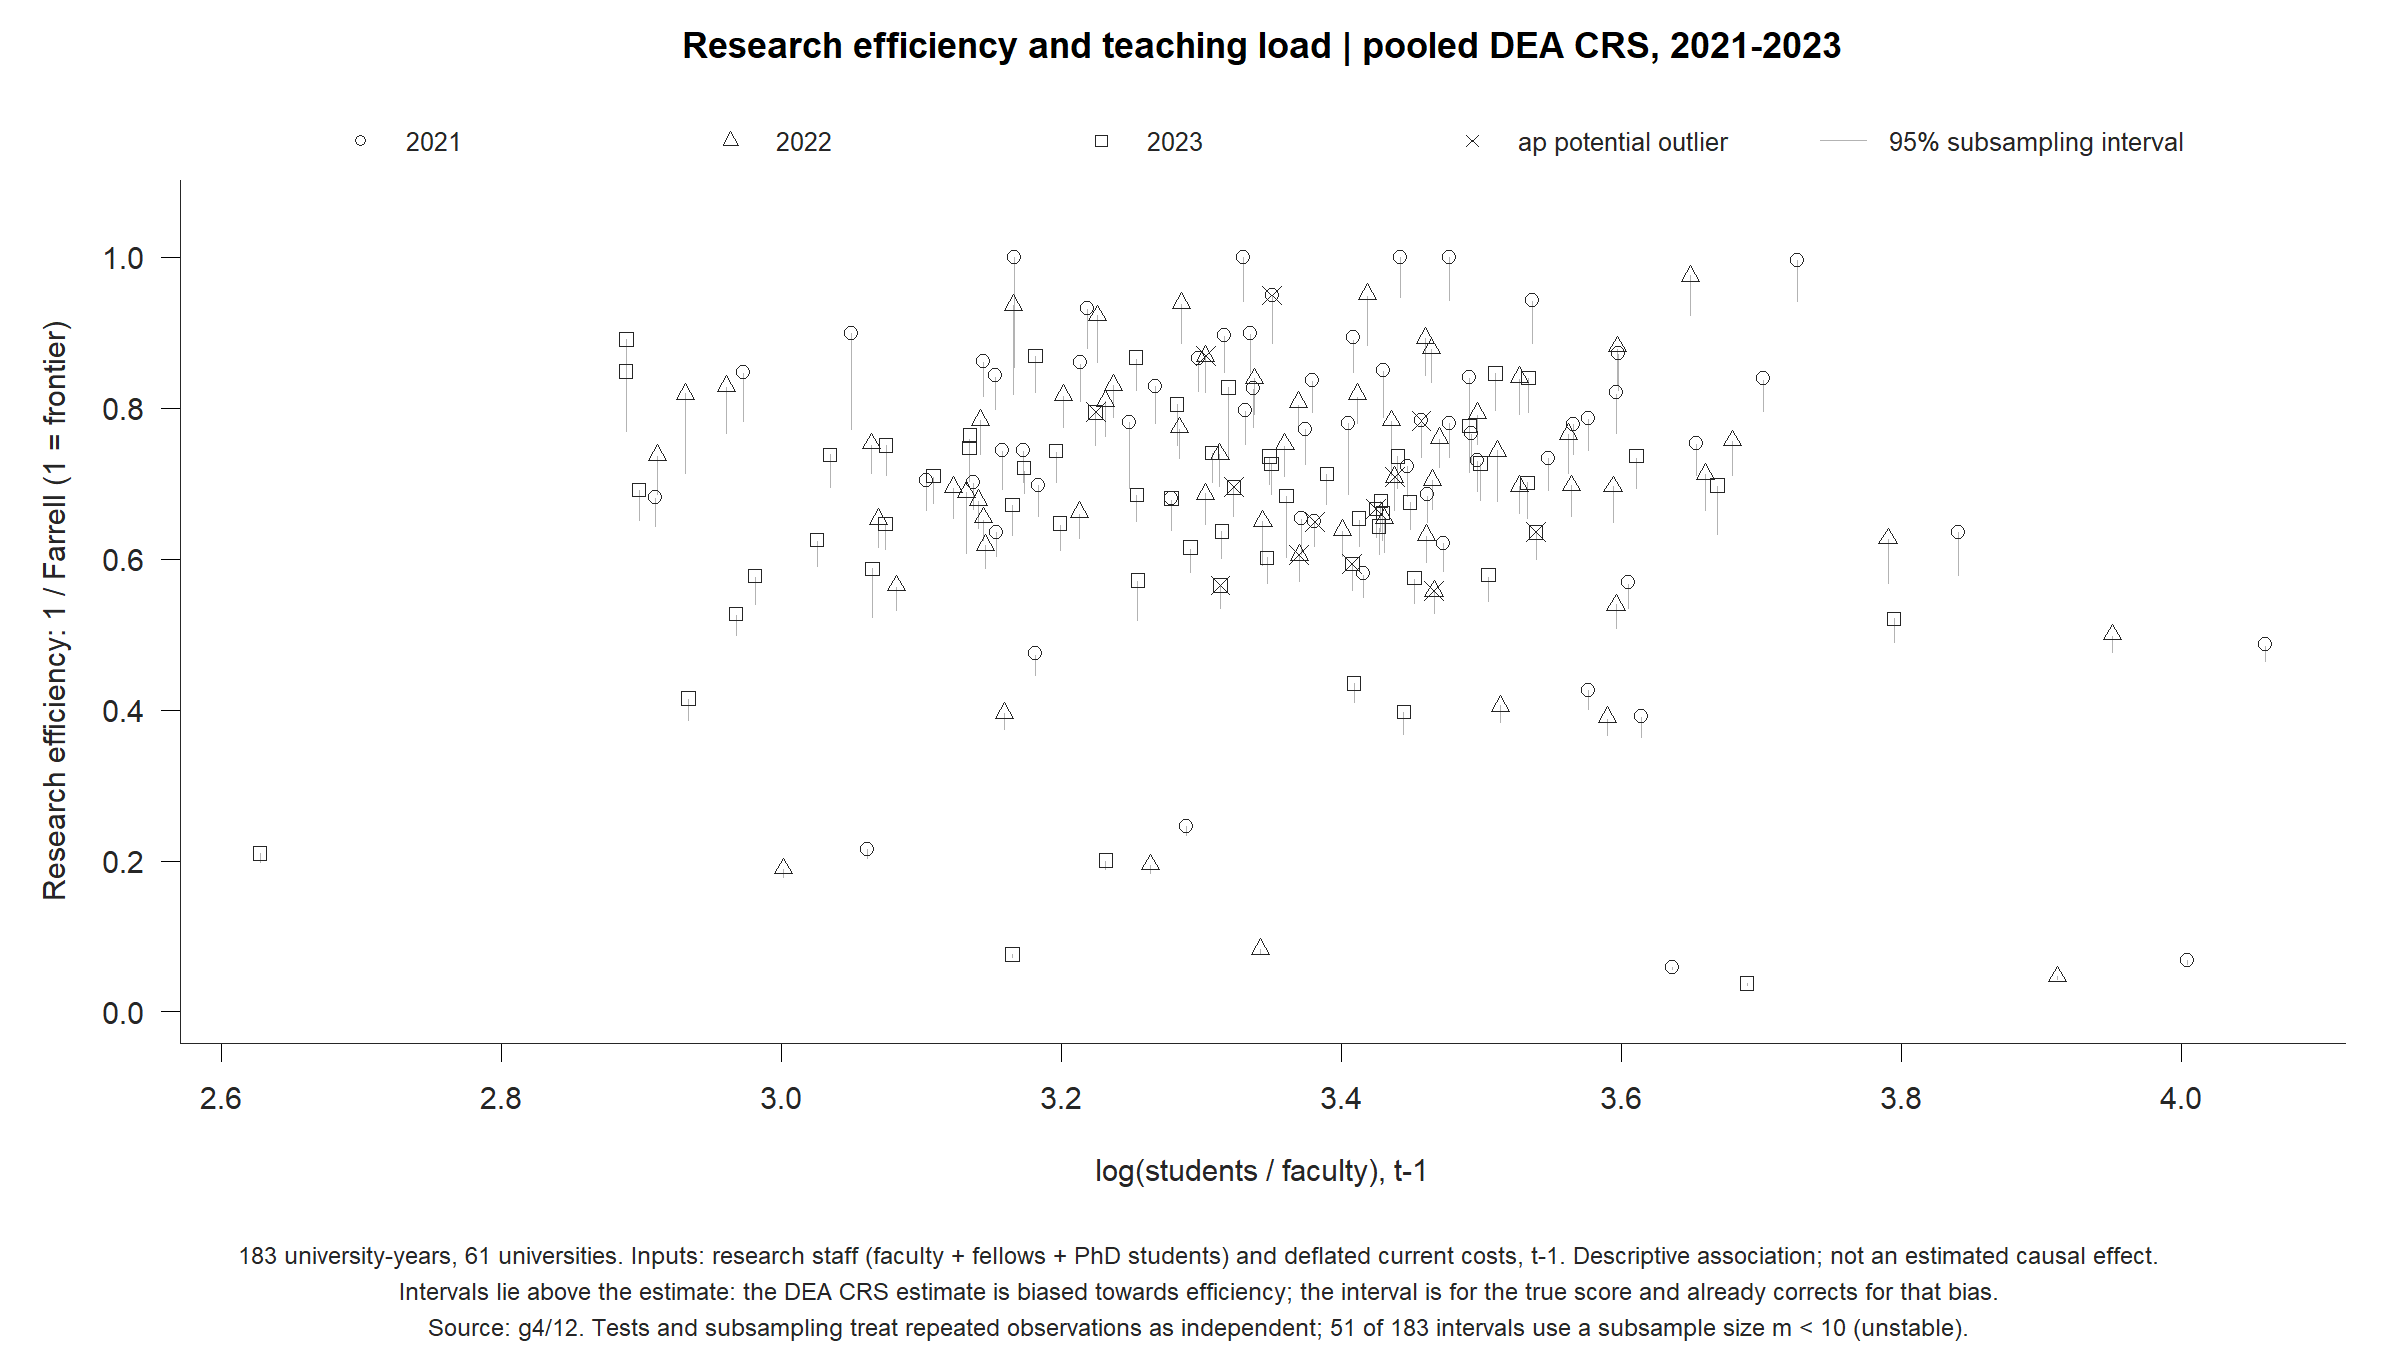 Research efficiency and teaching load | pooled DEA CRS, 2021-2023
2021 2022 2023 ap potential outlier 95% subsampling interval
Research efficiency: 1 / Farrell (1 = frontier)
1.0
0.8
0.6
0.4
0.2
0.0
2.6 2.8 3.0 3.2 3.4 3.6 3.8 4.0
log(students / faculty), t-1
183 university-years, 61 universities. Inputs: research staff (faculty + fellows + PhD students) and deflated current costs, t-1. Descriptive association; not an estimated causal effect.
Intervals lie above the estimate: the DEA CRS estimate is biased towards efficiency; the interval is for the true score and already corrects for that bias.
Source: g4/12. Tests and subsampling treat repeated observations as independent; 51 of 183 intervals use a subsample size m < 10 (unstable).